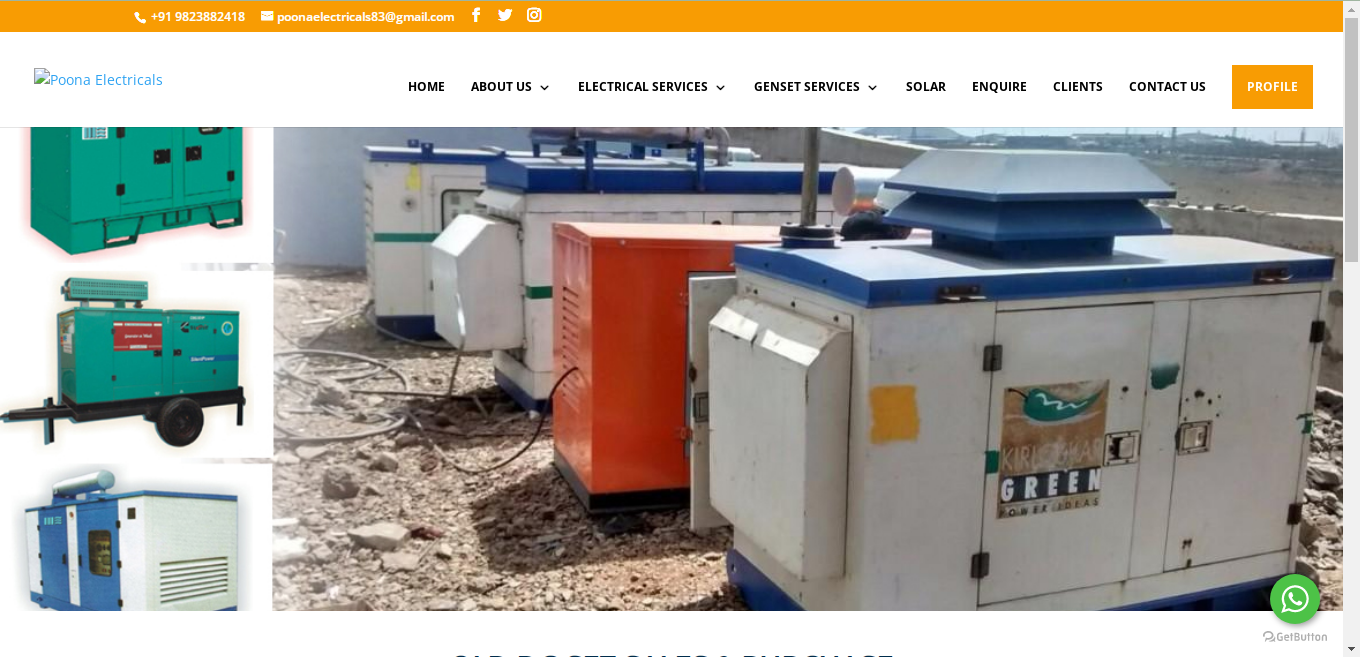 +91 9823882418 poonaelectricals83@gmail.com
Poona Electricals
HOME ABOUT US ELECTRICAL SERVICES GENSET SERVICES SOLAR ENQUIRE CLIENTS CONTACT US PROFILE
KIRLOSKAR
GREEN
POWER IDEAS
GetButton